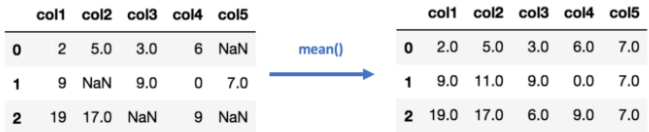 col1 col2 col3 col4 col5
0 2 5.0 3.0 6 NaN
1 9 NaN 9.0 0 7.0
2 19 17.0 NaN 9 NaN
mean()
col1 col2 col3 col4 col5
0 2.0 5.0 3.0 6.0 7.0
1 9.0 11.0 9.0 0.0 7.0
2 19.0 17.0 6.0 9.0 7.0